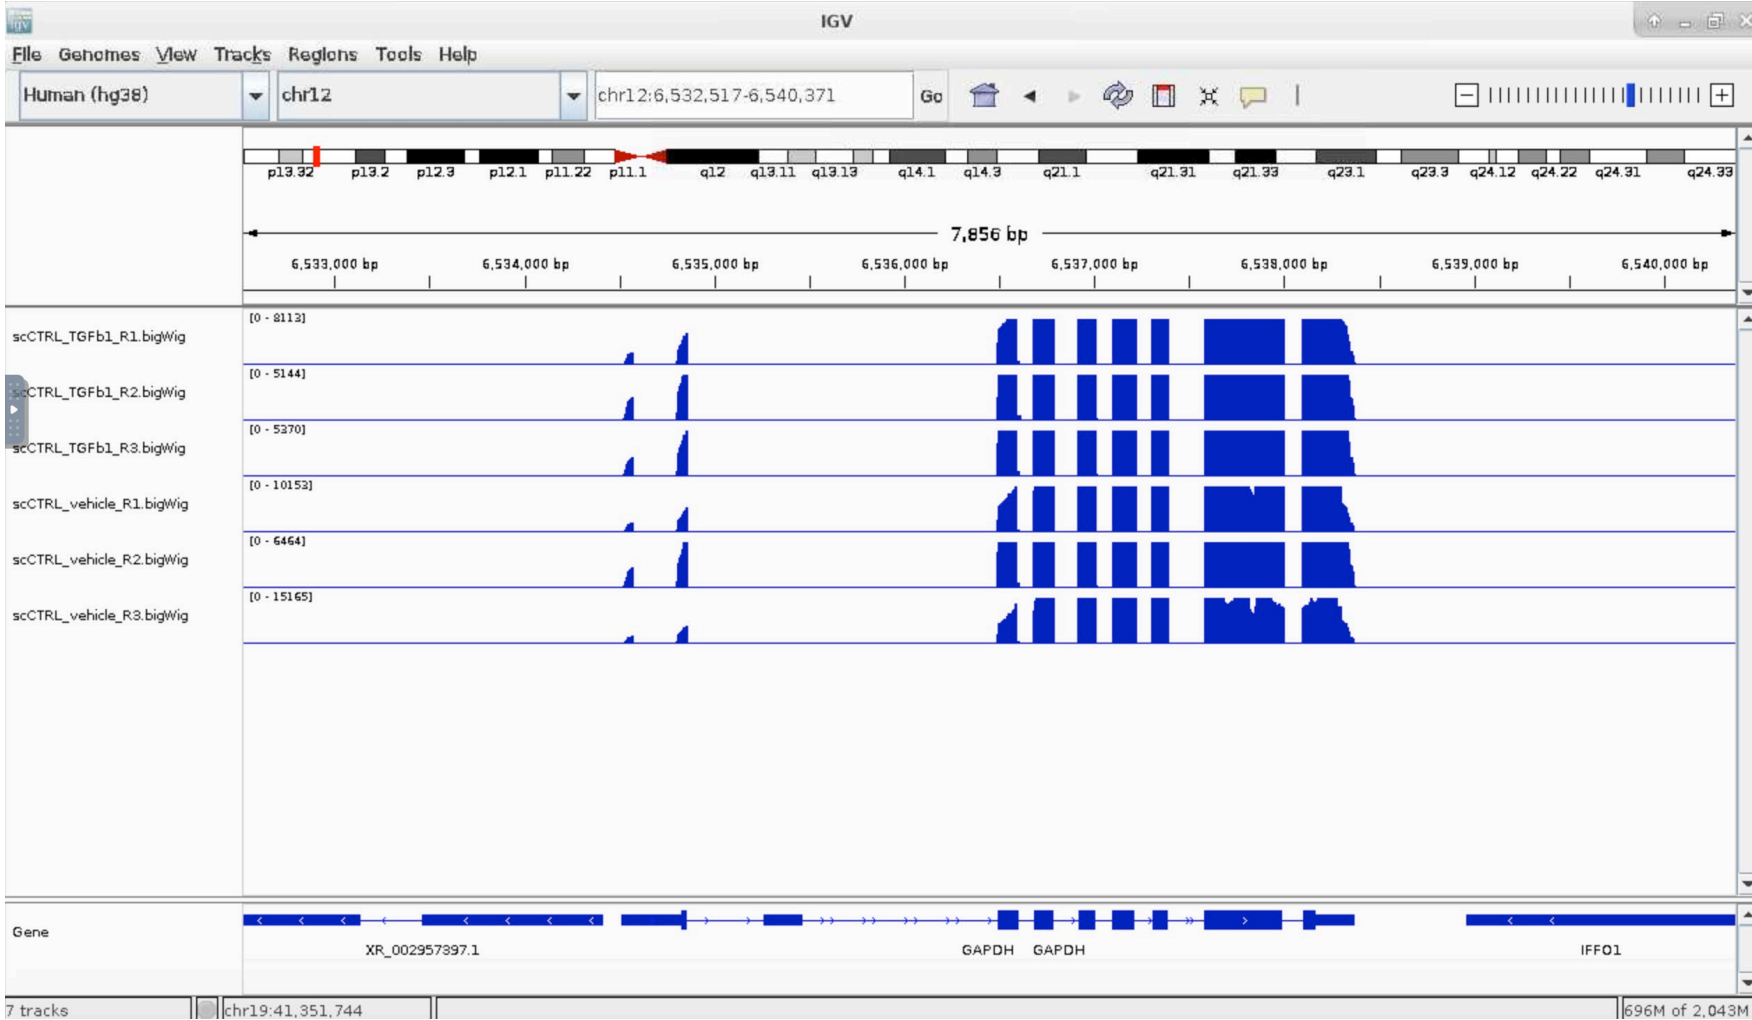 IGV
File Genomes View Tracks Regions Tools Help
Human (hg38) chr12 chr12:6,532,517-6,540,371 Go
p13.32 p13.2 p12.3 p12.1 p11.22 p11.1 q12 q13.11 q13.13 q14.1 q14.3 q21.1 q21.31 q21.33 q23.1 q23.3 q24.12 q24.22 q24.31 q24.33
7,856 bp
6,533,000 bp 6,534,000 bp 6,535,000 bp 6,536,000 bp 6,537,000 bp 6,538,000 bp 6,539,000 bp 6,540,000 bp
[0 - 8113]
scCTRL_TGFb1_R1.bigWig
[0 - 5144]
scCTRL_TGFb1_R2.bigWig
[0 - 5370]
scCTRL_TGFb1_R3.bigWig
[0 - 10153]
scCTRL_vehicle_R1.bigWig
[0 - 6464]
scCTRL_vehicle_R2.bigWig
[0 - 15165]
scCTRL_vehicle_R3.bigWig
Gene
XR_002957397.1 GAPDH GAPDH IFFO1
7 tracks chr19:41,351,744 696M of 2,043M